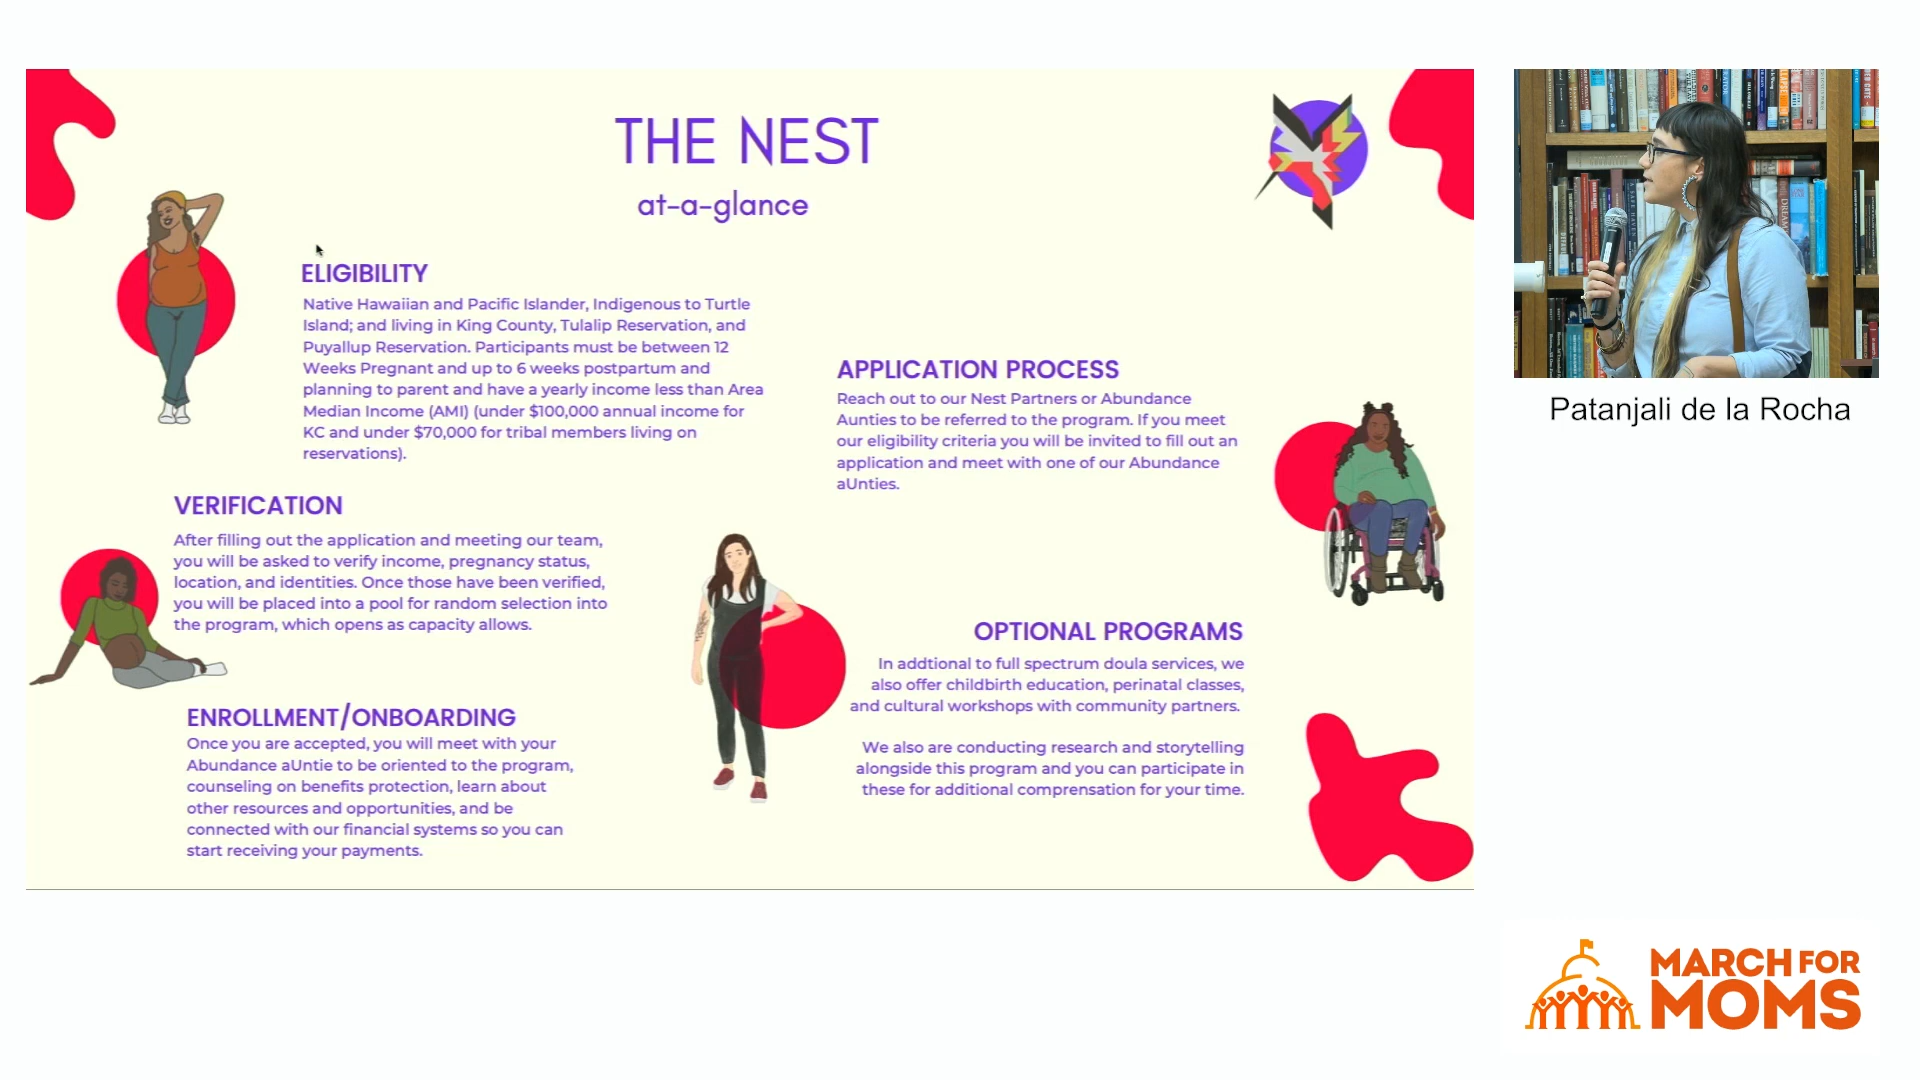 THE NEST
at-a-glance
ELIGIBILITY
Native Hawaiian and Pacific Islander, Indigenous to Turtle
Island; and living in King County, Tulalip Reservation, and
Puyallup Reservation. Participants must be between 12
Weeks Pregnant and up to 6 weeks postpartum and
planning to parent and have a yearly income less than Area
Median Income (AMI) (under $100,000 annual income for
KC and under $70,000 for tribal members living on
reservations).
APPLICATION PROCESS
Reach out to our Nest Partners or Abundance
Aunties to be referred to the program. If you meet
our eligibility criteria you will be invited to fill out an
application and meet with one of our Abundance
aUnties.
VERIFICATION
After filling out the application and meeting our team,
you will be asked to verify income, pregnancy status,
location, and identities. Once those have been verified,
you will be placed into a pool for random selection into
the program, which opens as capacity allows.
OPTIONAL PROGRAMS
In addtional to full spectrum doula services, we
also offer childbirth education, perinatal classes,
and cultural workshops with community partners.
We also are conducting research and storytelling
alongside this program and you can participate in
these for additional comprensation for your time.
ENROLLMENT/ONBOARDING
Once you are accepted, you will meet with your
Abundance aUntie to be oriented to the program,
counseling on benefits protection, learn about
other resources and opportunities, and be
connected with our financial systems so you can
start receiving your payments.
Patanjali de la Rocha
MARCH FOR
MOMS